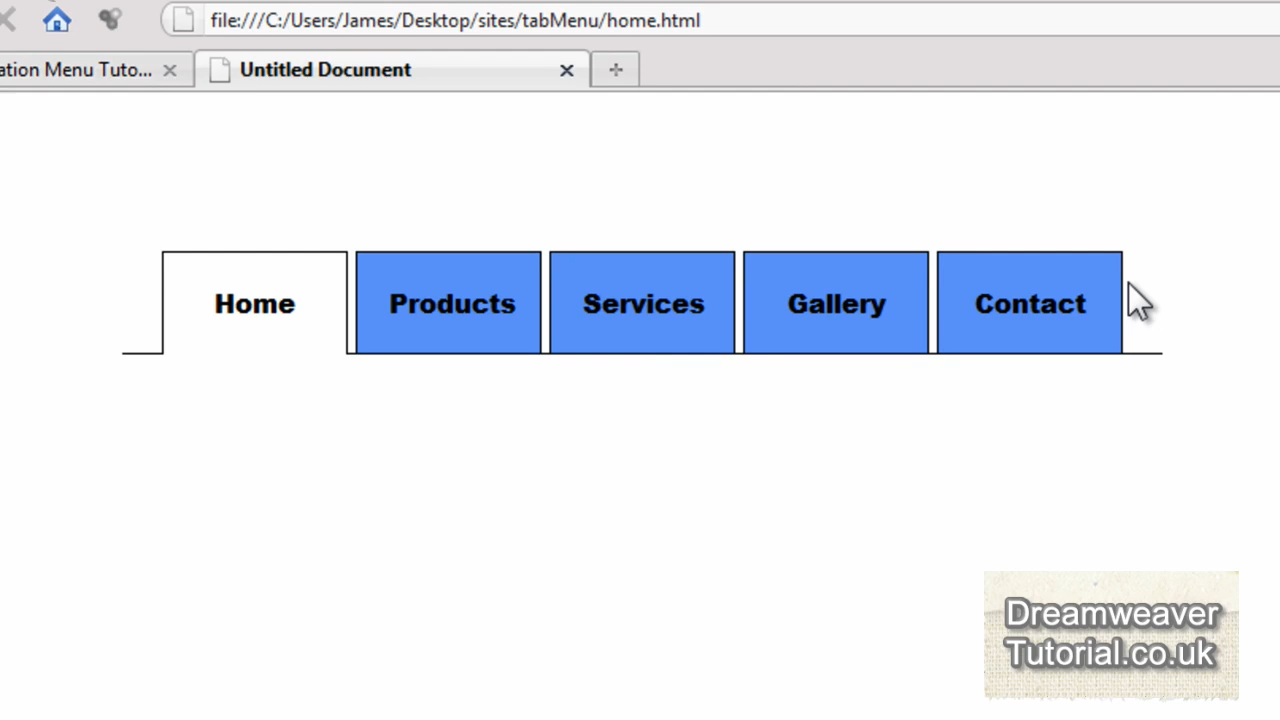 file:///C:/Users/James/Desktop/sites/tabMenu/home.html
ation Menu Tuto...
Untitled Document
Home
Products
Services
Gallery
Contact
Dreamweaver
Tutorial.co.uk